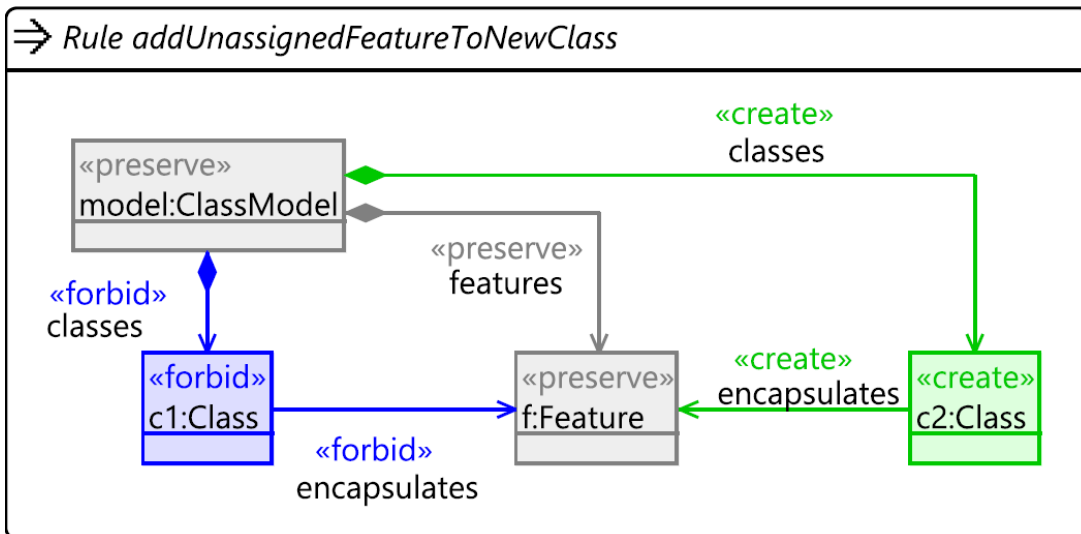 Rule addUnassignedFeatureToNewClass
«create»
classes
«preserve»
model:ClassModel
«preserve»
features
«forbid»
classes
«forbid»
c1:Class
«preserve»
f:Feature
«create»
encapsulates
«create»
c2:Class
«forbid»
encapsulates